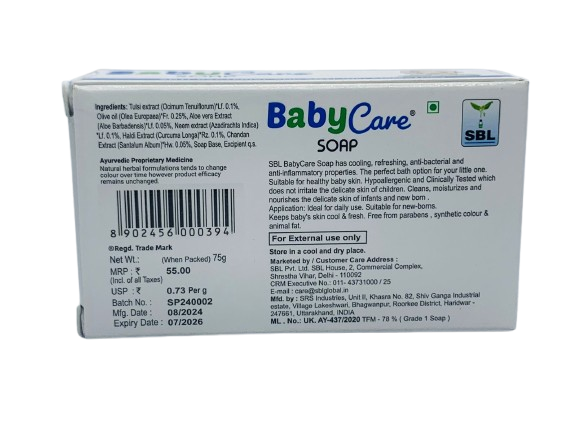 BabyCare
SOAP
Ingredients: Tulsi extract (Ocimum Tenuiflorum)*Lf. 0.1%,
Olive oil (Olea Europaea)*Fr. 0.25%, Aloe vera Extract
(Aloe Barbadensis)*Lf. 0.05%, Neem extract (Azadirachta Indica)
*Lf. 0.1%, Haldi Extract (Curcuma Longa)*Rz. 0.1%, Chandan
Extract (Santalum Album)*Hw. 0.05%, Soap Base, Excipient q.s.
Ayurvedic Proprietary Medicine
Natural herbal formulations tends to change
colour over time however product efficacy
remains unchanged.
8 902456 000394
®Regd. Trade Mark
Net Wt.: (When Packed) 75g
MRP : ₹ 55.00
(Incl. of all Taxes)
USP : ₹ 0.73 Per g
Batch No. : SP240002
Mfg. Date : 08/2024
Expiry Date : 07/2026
BabyCare®
SOAP
SBL
SBL BabyCare Soap has cooling, refreshing, anti-bacterial and
anti-inflammatory properties. The perfect bath option for your little one.
Suitable for healthy baby skin. Hypoallergenic and Clinically Tested which
does not irritate the delicate skin of children. Cleans, moisturizes and
nourishes the delicate skin of infants and new born .
Application: Ideal for daily use. Suitable for new-borns.
Keeps baby's skin cool & fresh. Free from parabens , synthetic colour &
animal fat.
For External use only
Store in a cool and dry place.
Marketed by / Customer Care Address :
SBL Pvt. Ltd. SBL House, 2, Commercial Complex,
Shrestha Vihar, Delhi - 110092
CRM Executive No.: 011- 43731000 / 25
E-mail : care@sblglobal.in
Mfd. by : SRS Industries, Unit II, Khasra No. 82, Shiv Ganga Industrial
estate, Village Lakeshwari, Bhagwanpur, Roorkee District, Haridwar -
247661, Uttarakhand, INDIA
ML . No.: UK. AY-437/2020 TFM - 78 % ( Grade 1 Soap )